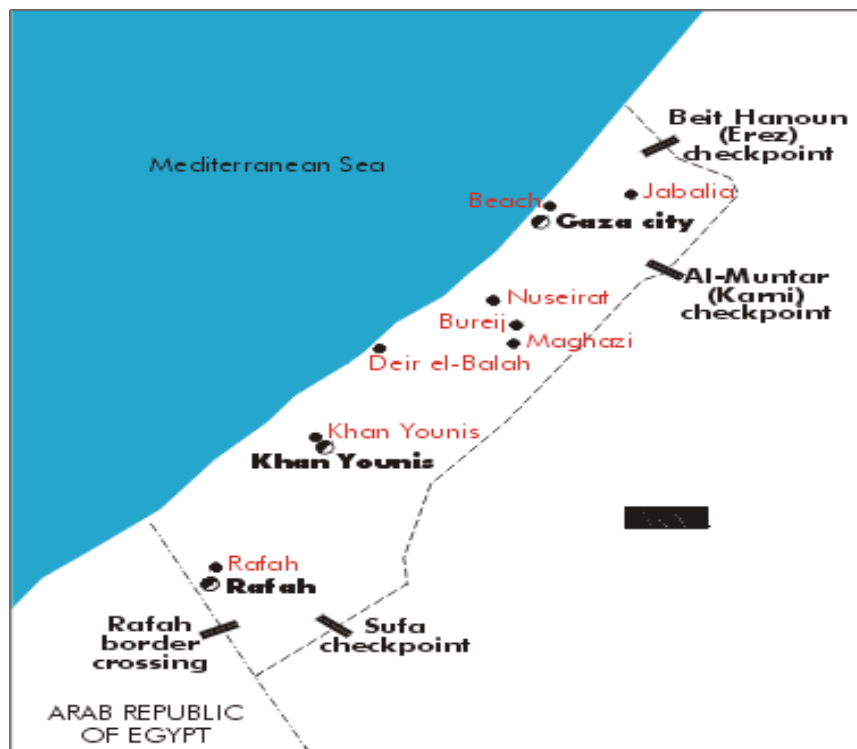 Beit Hanoun
(Erez)
checkpoint
Mediterranean Sea
Jabalia
Beach
Gaza city
Al-Muntar
(Karni)
checkpoint
Nuseirat
Bureij
Maghazi
Deir el-Balah
Khan Younis
Khan Younis
Rafah
Rafah
Rafah
border
crossing
Sufa
checkpoint
ARAB REPUBLIC
OF EGYPT